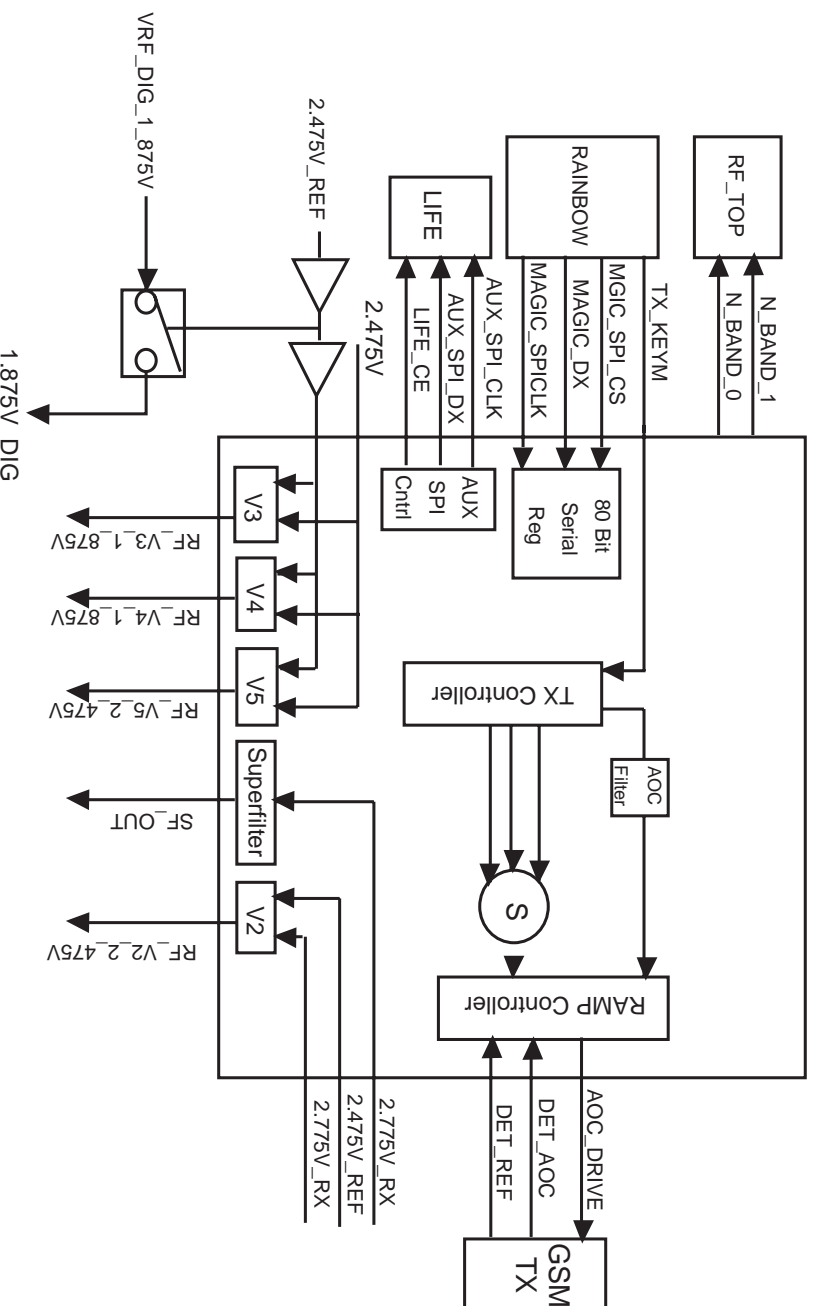 RF_TOP
N_BAND_1
N_BAND_0
RAINBOW
TX_KEYM
MGIC_SPI_CS
MAGIC_DX
MAGIC_SPICLK
LIFE
AUX_SPI_CLK
AUX_SPI_DX
LIFE_CE
2.475V
2.475V_REF
VRF_DIG_1_875V
1.875V_DIG
80 Bit
Serial
Reg
AUX
SPI
Cntrl
V3
V4
V5
Superfilter
V2
RF_V3_1_875V
RF_V4_1_875V
RF_V5_2_475V
SF_OUT
RF_V2_2_475V
TX Controller
AOC
Filter
S
RAMP Controller
AOC_DRIVE
DET_AOC
DET_REF
2.775V_RX
2.475V_REF
2.775V_RX
GSM
TX